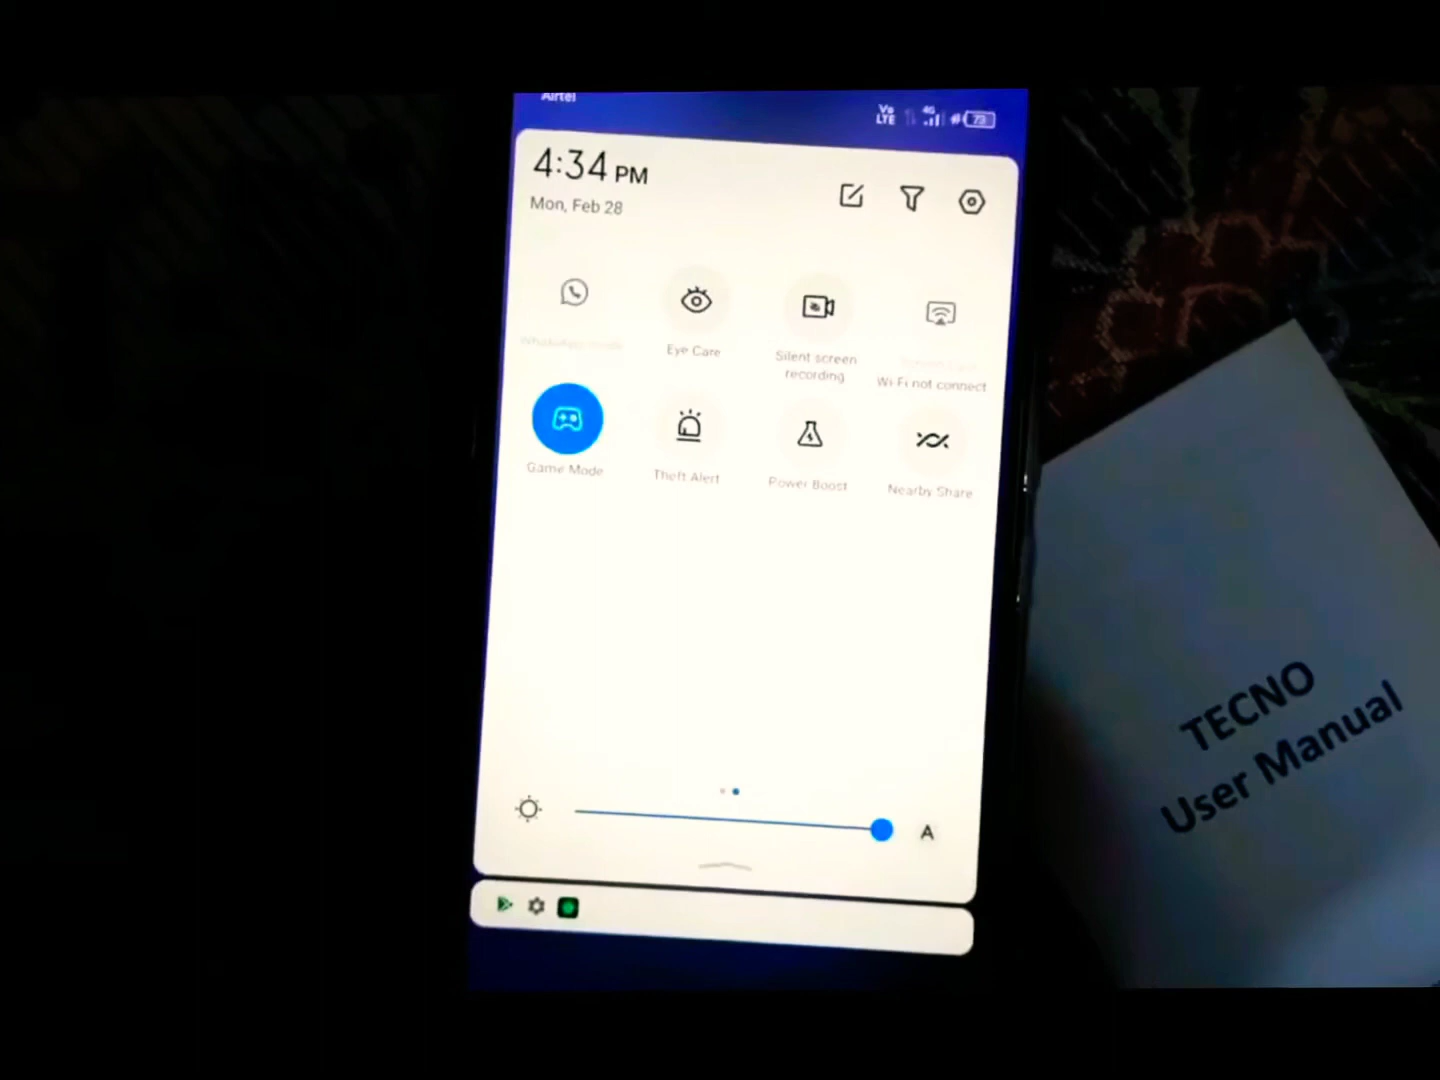 Airtel
Vo
LTE
4G
73
4:34 PM
Mon, Feb 28
Eye Care
Silent screen
recording
Wi-Fi not connect
Game Mode
Theft Alert
Power Boost
Nearby Share
A
TECNO
User Manual